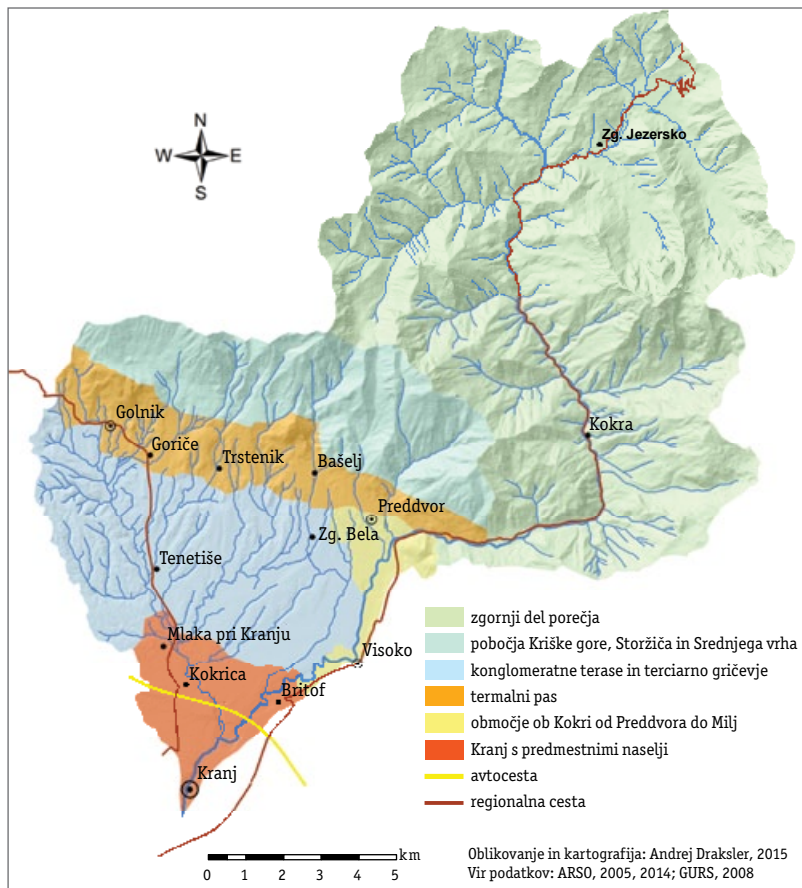 N
W E
S
Zg. Jezersko
Golnik
Goriče
Trstenik
Bašelj
Kokra
Preddvor
Zg. Bela
Tenetiše
Mlaka pri Kranju
Visoko
Kokrica
Britof
Kranj
zgornji del porečja
pobočja Kriške gore, Storžiča in Srednjega vrha
konglomeratne terase in terciarno gričevje
termalni pas
območje ob Kokri od Preddvora do Milj
Kranj s predmestnimi naselji
avtocesta
regionalna cesta
km
0 1 2 3 4 5
Oblikovanje in kartografija: Andrej Draksler, 2015
Vir podatkov: ARSO, 2005, 2014; GURS, 2008